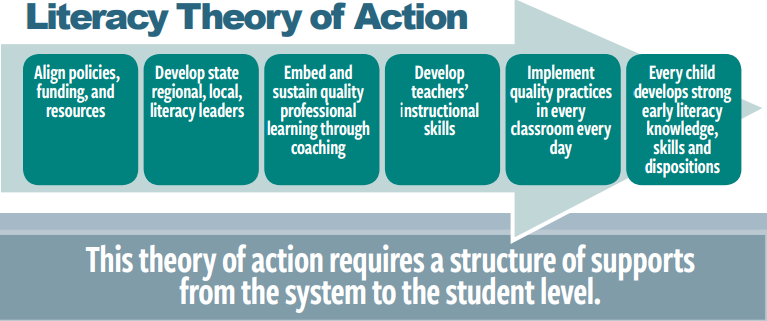 Literacy Theory of Action
Align policies,
funding, and
resources
Develop state
regional, local,
literacy leaders
Embed and
sustain quality
professional
learning through
coaching
Develop
teachers’
instructional
skills
Implement
quality practices
in every
classroom every
day
Every child
develops strong
early literacy
knowledge,
skills and
dispositions
This theory of action requires a structure of supports
from the system to the student level.